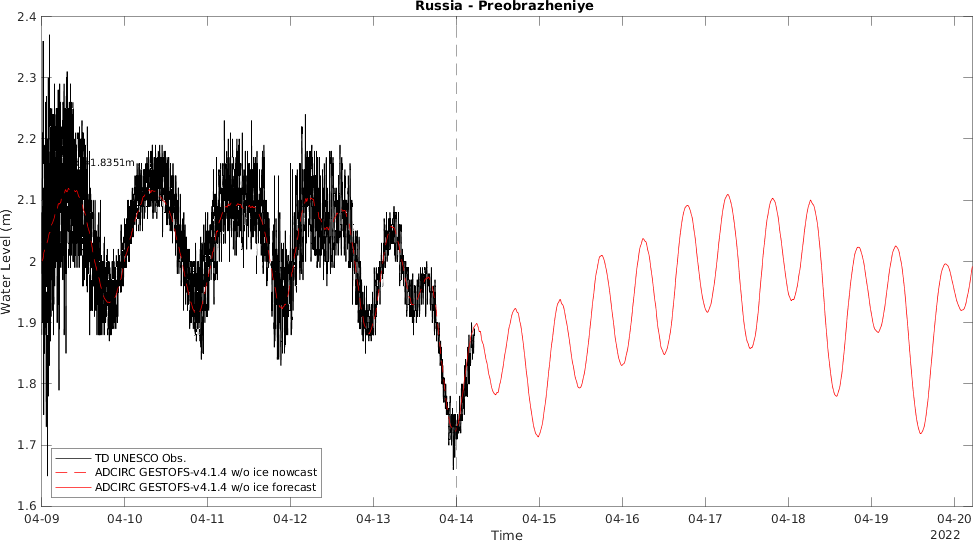 Russia - Preobrazheniye
Water Level (m)
2.4
2.3
2.2
2.1
2
1.9
1.8
1.7
1.6
1.8351m
TD UNESCO Obs.
ADCIRC GESTOFS-v4.1.4 w/o ice nowcast
ADCIRC GESTOFS-v4.1.4 w/o ice forecast
04-09 04-10 04-11 04-12 04-13 04-14 04-15 04-16 04-17 04-18 04-19 04-20
Time
2022